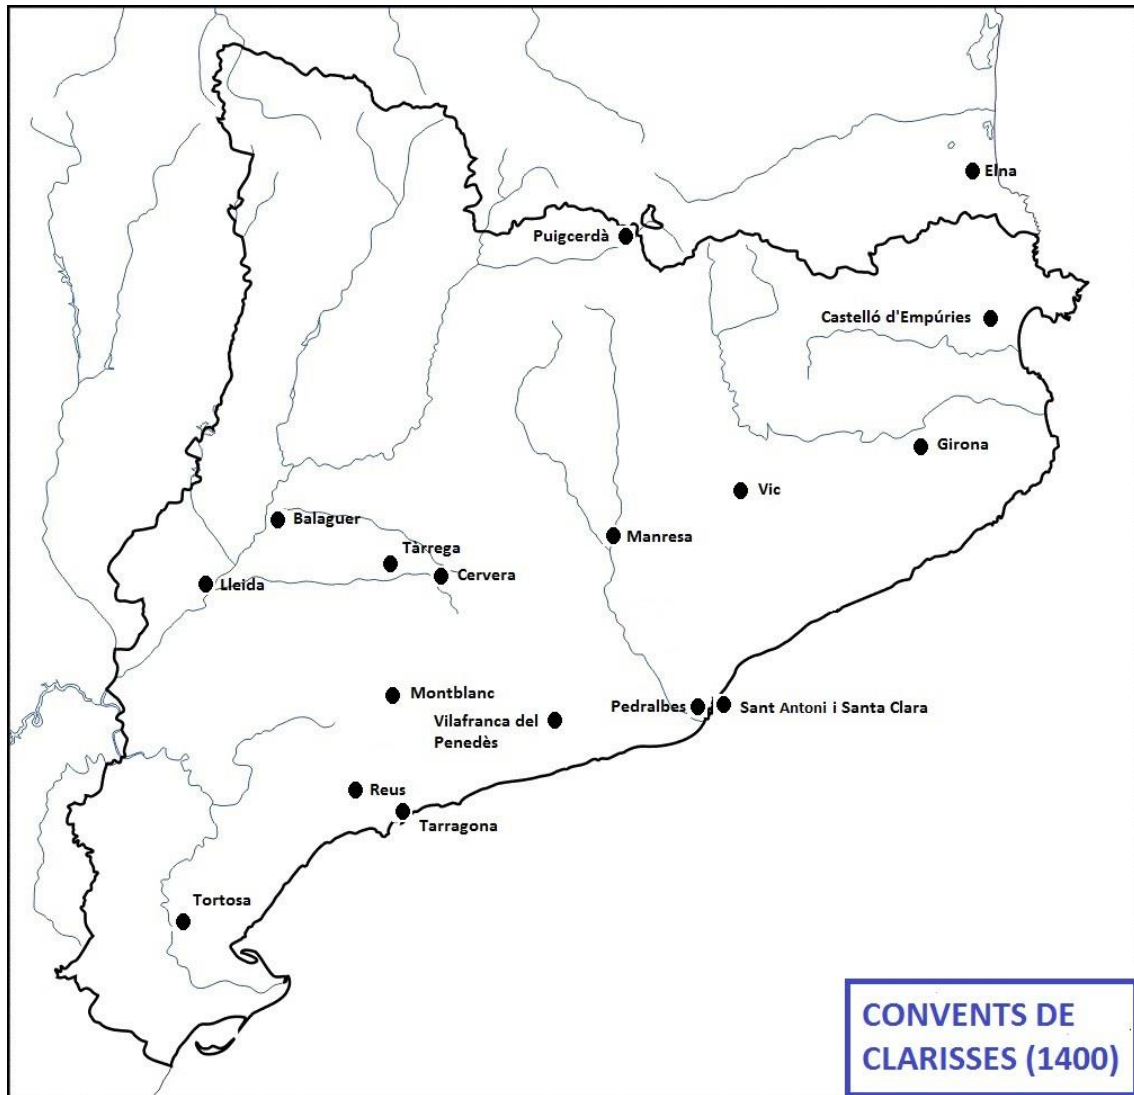 Elna
Puigcerdà
Castelló d'Empúries
Girona
Vic
Balaguer
Manresa
Tàrrega
Cervera
Lleida
Montblanc
Pedralbes
Sant Antoni i Santa Clara
Vilafranca del
Penedès
Reus
Tarragona
Tortosa
CONVENTS DE
CLARISSES (1400)